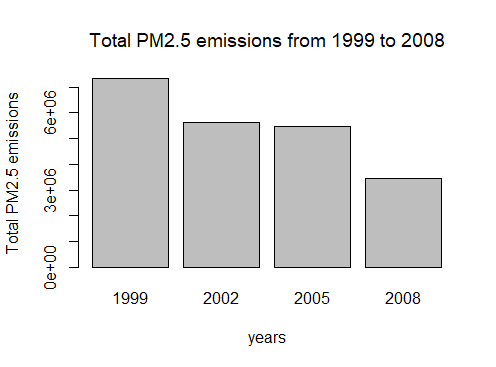 Total PM2.5 emissions from 1999 to 2008
Total PM2.5 emissions
6e+06
3e+06
0e+00
1999 2002 2005 2008
years